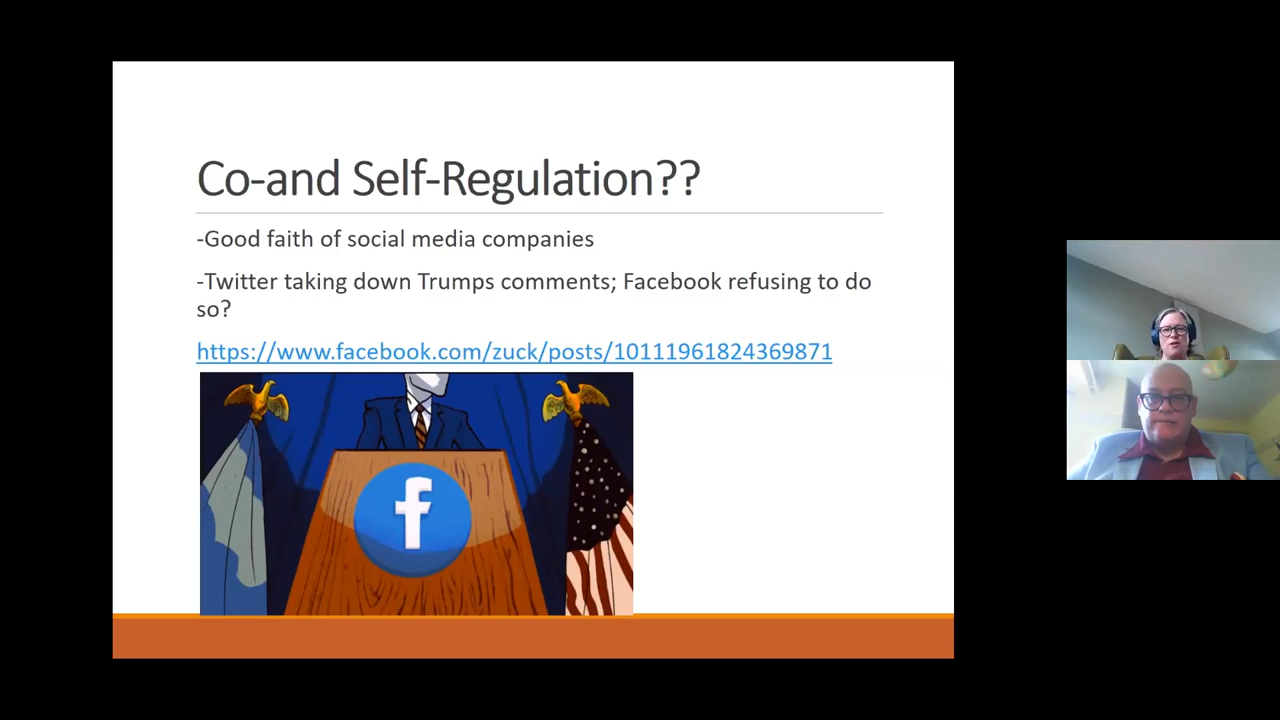 Co-and Self-Regulation??
-Good faith of social media companies
-Twitter taking down Trumps comments; Facebook refusing to do
so?
https://www.facebook.com/zuck/posts/10111961824369871
f